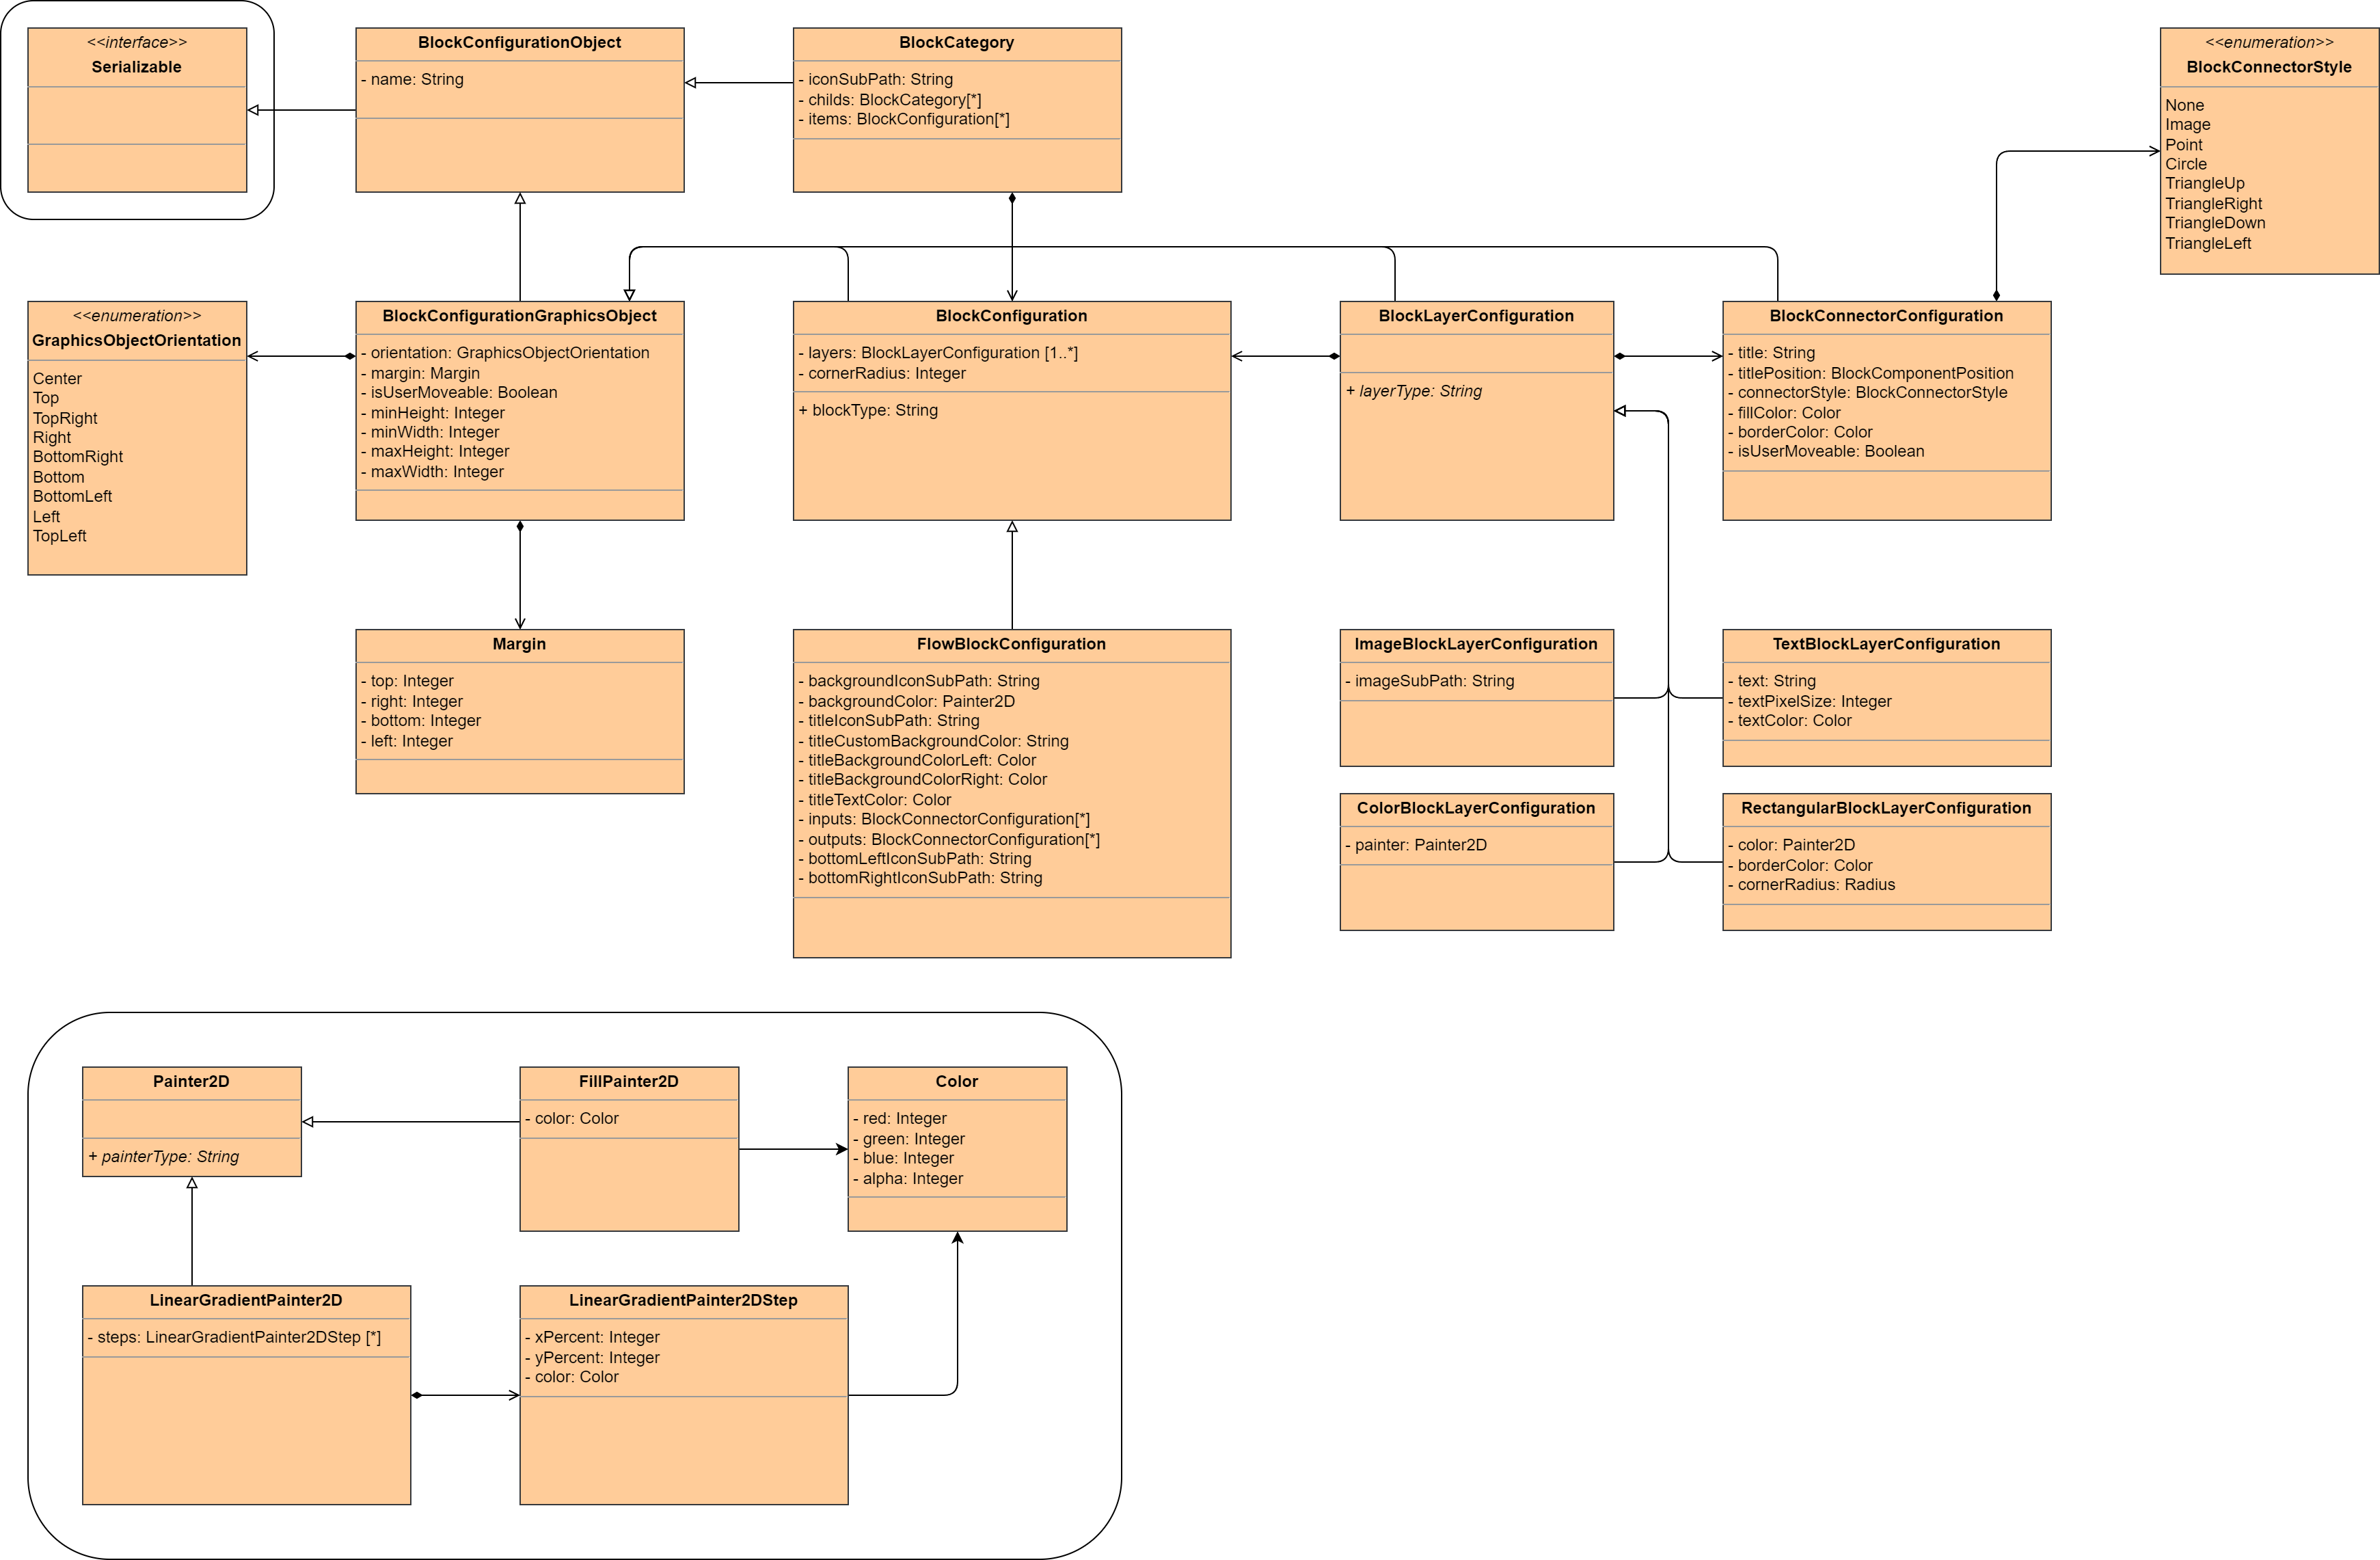 <<interface>>
Serializable
BlockConfigurationObject
- name: String
BlockCategory
- iconSubPath: String
- childs: BlockCategory[*]
- items: BlockConfiguration[*]
<<enumeration>>
BlockConnectorStyle
None
Image
Point
Circle
TriangleUp
TriangleRight
TriangleDown
TriangleLeft
<<enumeration>>
GraphicsObjectOrientation
Center
Top
TopRight
Right
BottomRight
Bottom
BottomLeft
Left
TopLeft
BlockConfigurationGraphicsObject
- orientation: GraphicsObjectOrientation
- margin: Margin
- isUserMoveable: Boolean
- minHeight: Integer
- minWidth: Integer
- maxHeight: Integer
- maxWidth: Integer
BlockConfiguration
- layers: BlockLayerConfiguration [1..*]
- cornerRadius: Integer
+ blockType: String
BlockLayerConfiguration
+ layerType: String
BlockConnectorConfiguration
- title: String
- titlePosition: BlockComponentPosition
- connectorStyle: BlockConnectorStyle
- fillColor: Color
- borderColor: Color
- isUserMoveable: Boolean
Margin
- top: Integer
- right: Integer
- bottom: Integer
- left: Integer
FlowBlockConfiguration
- backgroundIconSubPath: String
- backgroundColor: Painter2D
- titleIconSubPath: String
- titleCustomBackgroundColor: String
- titleBackgroundColorLeft: Color
- titleBackgroundColorRight: Color
- titleTextColor: Color
- inputs: BlockConnectorConfiguration[*]
- outputs: BlockConnectorConfiguration[*]
- bottomLeftIconSubPath: String
- bottomRightIconSubPath: String
ImageBlockLayerConfiguration
- imageSubPath: String
TextBlockLayerConfiguration
- text: String
- textPixelSize: Integer
- textColor: Color
ColorBlockLayerConfiguration
- painter: Painter2D
RectangularBlockLayerConfiguration
- color: Painter2D
- borderColor: Color
- cornerRadius: Radius
Painter2D
+ painterType: String
FillPainter2D
- color: Color
Color
- red: Integer
- green: Integer
- blue: Integer
- alpha: Integer
LinearGradientPainter2D
- steps: LinearGradientPainter2DStep [*]
LinearGradientPainter2DStep
- xPercent: Integer
- yPercent: Integer
- color: Color